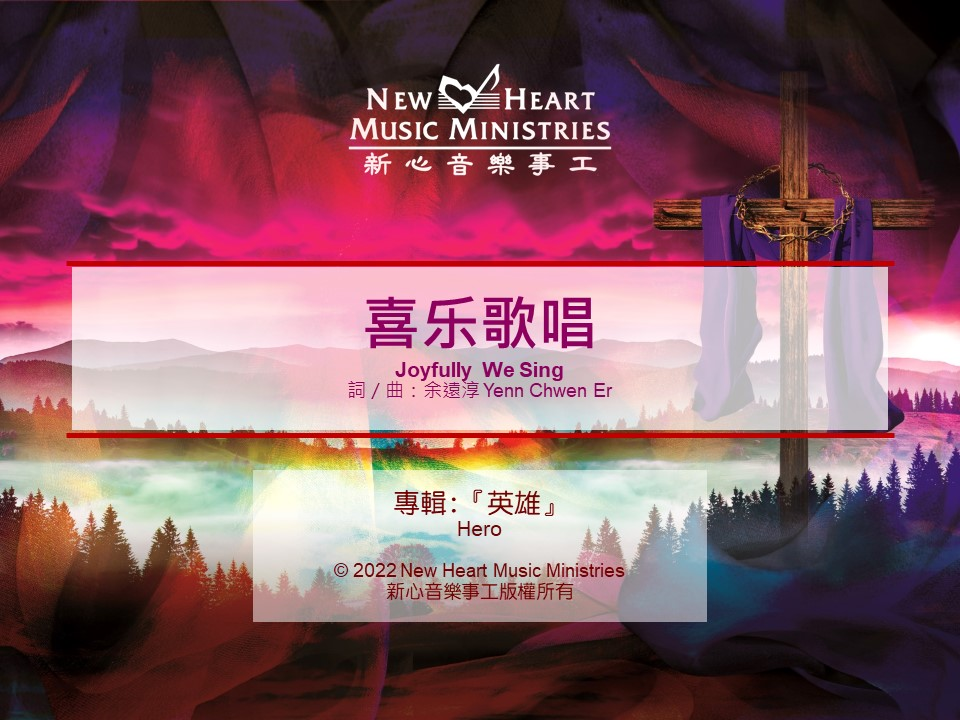 NEW HEART
MUSIC MINISTRIES
新心音樂事工
喜乐歌唱
Joyfully We Sing
詞 / 曲：余遠淳 Yenn Chwen Er
專輯：『英雄』
Hero
© 2022 New Heart Music Ministries
新心音樂事工版權所有